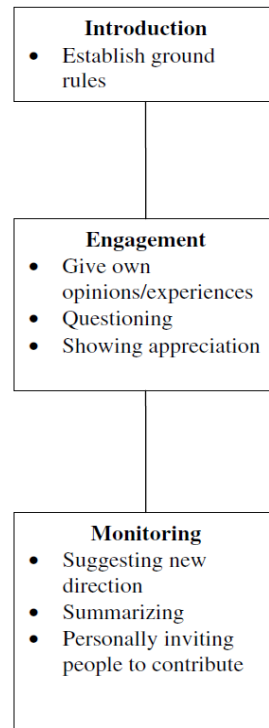 Introduction
• Establish ground
rules
Engagement
• Give own
opinions/experiences
• Questioning
• Showing appreciation
Monitoring
• Suggesting new
direction
• Summarizing
• Personally inviting
people to contribute